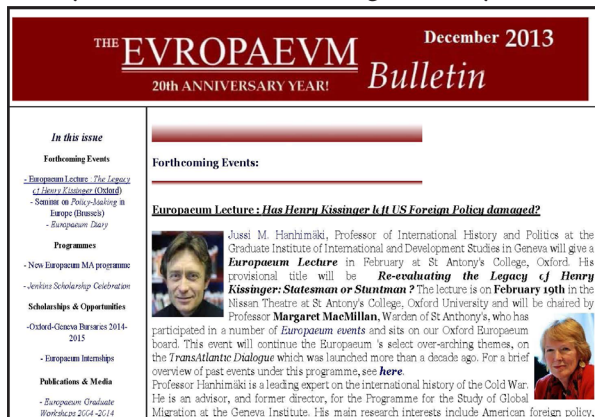 THE EVROPAEVM
20th ANNIVERSARY YEAR!
December 2013
Bulletin
In this issue
Forthcoming Events
- Europaeum Lecture : The Legacy
of Henry Kissinger (Oxford)
- Seminar on Policy-Making in
Europe (Brussels)
- Europaeum Diary
Programmes
- New Europaeum MA programme
- Jenkins Scholarship Celebration
Scholarships & Opportunities
-Oxford-Geneva Bursaries 2014-
2015
- Europaeum Internships
Publications & Media
- Europaeum Graduate
Workshops 2004 -2014
Forthcoming Events:
Europaeum Lecture : Has Henry Kissinger left US Foreign Policy damaged?
Jussi M. Hanhimäki, Professor of International History and Politics at the
Graduate Institute of International and Development Studies in Geneva will give a
Europaeum Lecture in February at St Antony's College, Oxford. His
provisional title will be Re-evaluating the Legacy of Henry
Kissinger: Statesman or Stuntman ? The lecture is on February 19th in the
Nissan Theatre at St Antony's College, Oxford University and will be chaired by
Professor Margaret MacMillan, Warden of St Anthony's, who has
participated in a number of Europaeum events and sits on our Oxford Europaeum
board. This event will continue the Europaeum 's select over-arching themes, on
the TransAtlantic Dialogue which was launched more than a decade ago. For a brief
overview of past events under this programme, see here.
Professor Hanhimäki is a leading expert on the international history of the Cold War.
He is an advisor, and former director, for the Programme for the Study of Global
Migration at the Geneva Institute. His main research interests include American foreign policy,